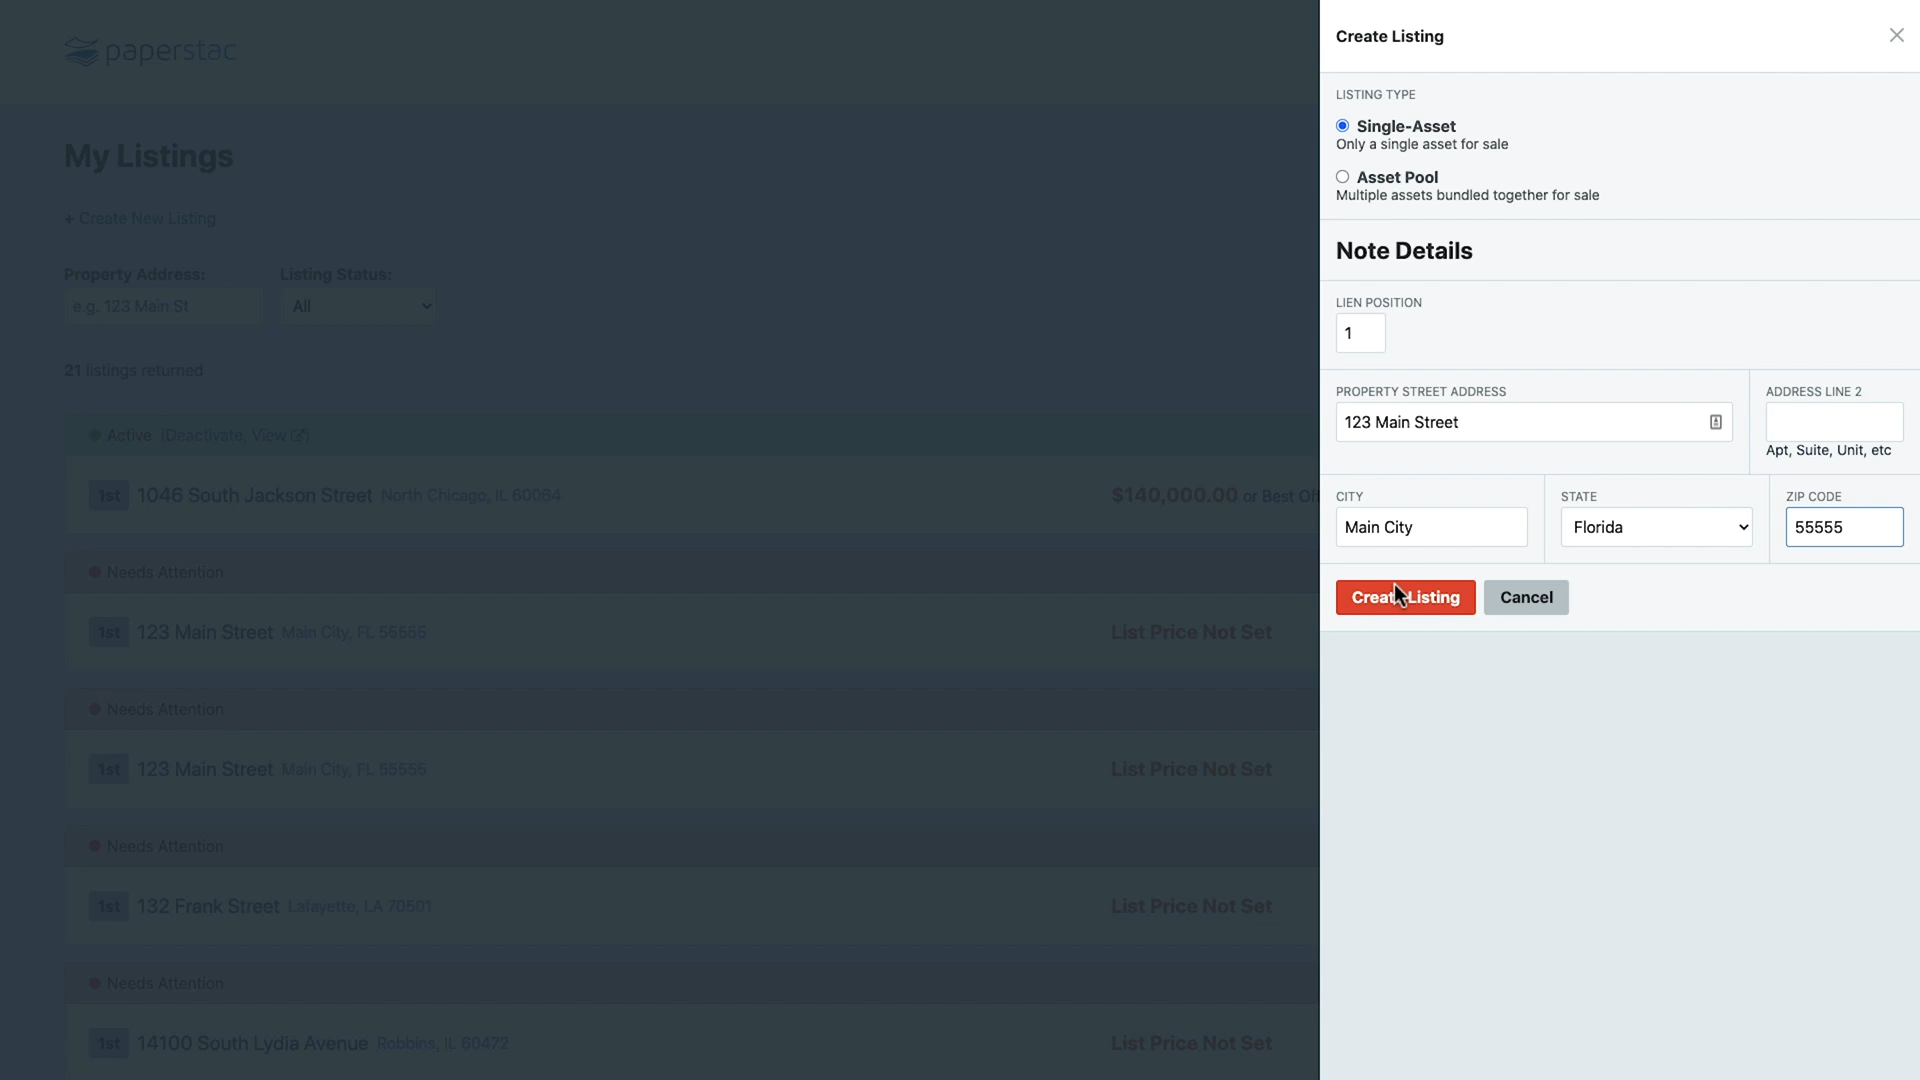 paperstac
My Listings
+ Create New Listing
Property Address:
Listing Status:
e.g. 123 Main St
All
21 listings returned
Active (Deactivate, View)
1st 1046 South Jackson Street North Chicago, IL 60064
$140,000.00 or Best Of
Needs Attention
1st 123 Main Street Main City, FL 55555
List Price Not Set
Needs Attention
1st 123 Main Street Main City, FL 55555
List Price Not Set
Needs Attention
1st 132 Frank Street Lafayette, LA 70501
List Price Not Set
Needs Attention
1st 14100 South Lydia Avenue Robbins, IL 60472
List Price Not Set
Create Listing
LISTING TYPE
Single-Asset
Only a single asset for sale
Asset Pool
Multiple assets bundled together for sale
Note Details
LIEN POSITION
1
PROPERTY STREET ADDRESS
ADDRESS LINE 2
123 Main Street
Apt, Suite, Unit, etc
CITY
STATE
ZIP CODE
Main City
Florida
55555
Create Listing
Cancel